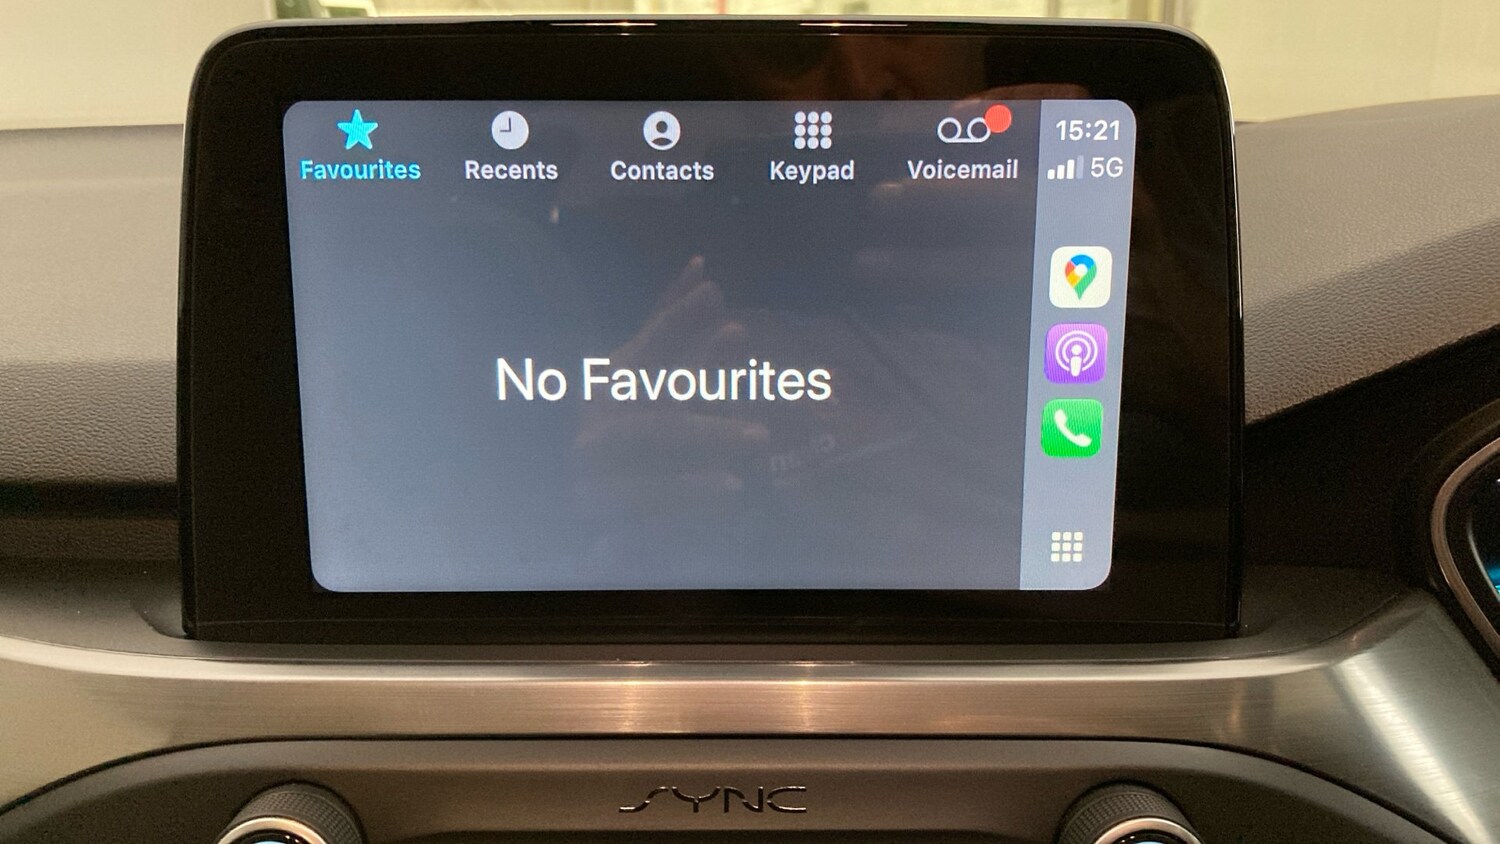 Favourites
Recents
Contacts
Keypad
Voicemail
15:21
5G
No Favourites
SYNC